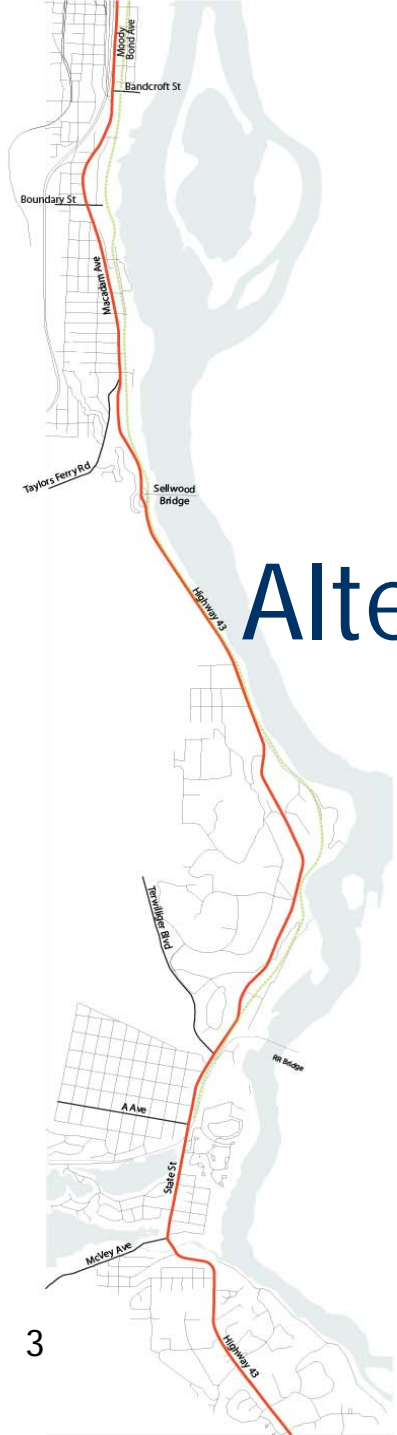 Moody
Bond Ave
Bandcroft St
Boundary St
Macadam Ave
Taylors Ferry Rd
Sellwood
Bridge
Highway 43
Alte
Terwilliger Blvd
RR Bridge
A Ave
State St
McVey Ave
3
Highway 43